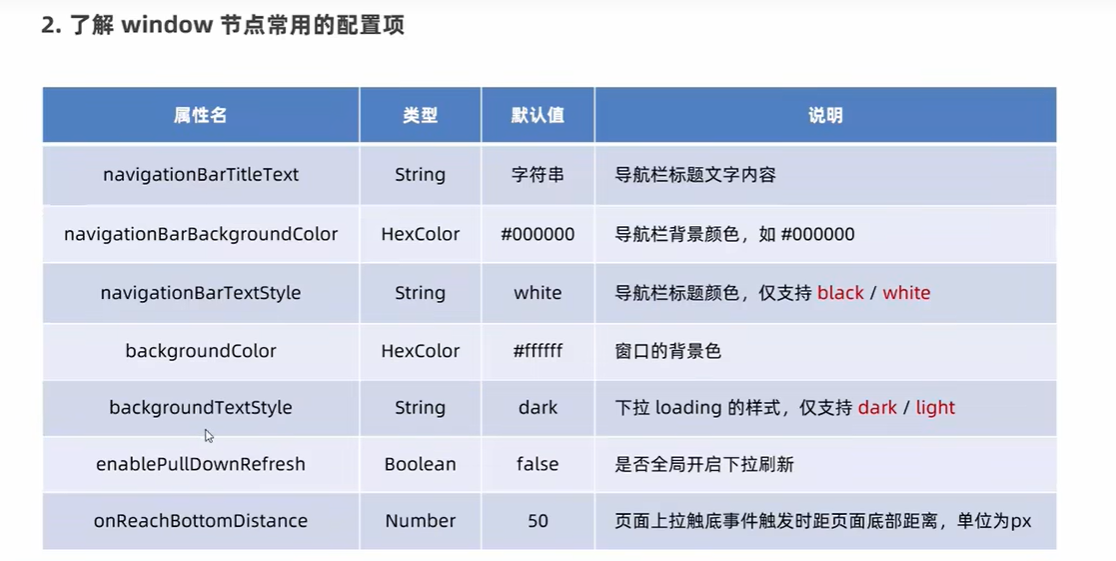 2. 了解 window 节点常用的配置项
属性名 类型 默认值 说明
navigationBarTitleText String 字符串 导航栏标题文字内容
navigationBarBackgroundColor HexColor #000000 导航栏背景颜色，如 #000000
navigationBarTextStyle String white 导航栏标题颜色，仅支持 black / white
backgroundColor HexColor #ffffff 窗口的背景色
backgroundTextStyle String dark 下拉 loading 的样式，仅支持 dark / light
enablePullDownRefresh Boolean false 是否全局开启下拉刷新
onReachBottomDistance Number 50 页面上拉触底事件触发时距页面底部距离，单位为px